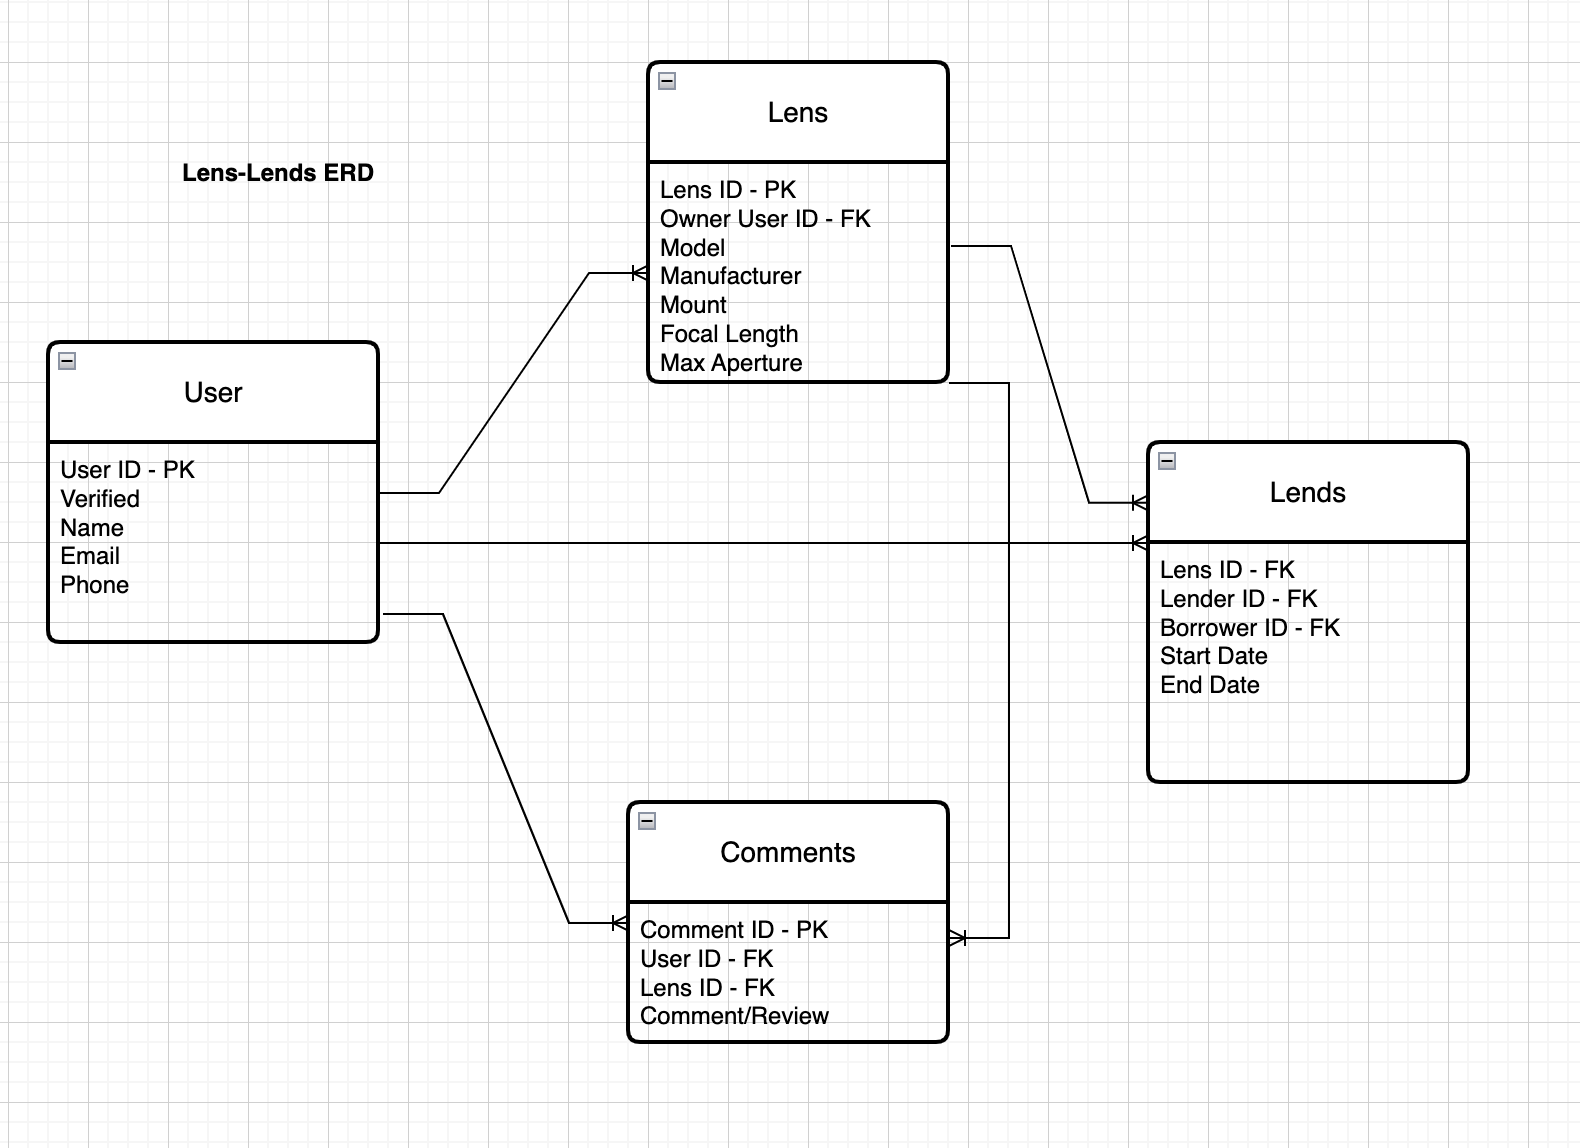 Lens-Lends ERD
Lens
Lens ID - PK
Owner User ID - FK
Model
Manufacturer
Mount
Focal Length
Max Aperture
User
User ID - PK
Verified
Name
Email
Phone
Lends
Lens ID - FK
Lender ID - FK
Borrower ID - FK
Start Date
End Date
Comments
Comment ID - PK
User ID - FK
Lens ID - FK
Comment/Review